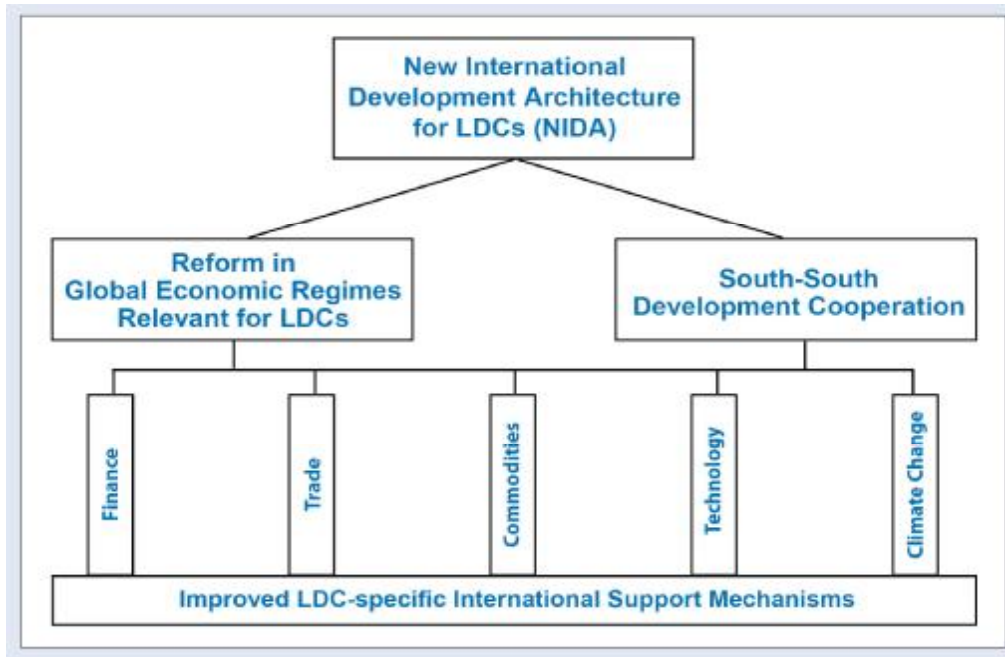 New International
Development Architecture
for LDCs (NIDA)
Reform in
Global Economic Regimes
Relevant for LDCs
South-South
Development Cooperation
Finance
Trade
Commodities
Technology
Climate Change
Improved LDC-specific International Support Mechanisms